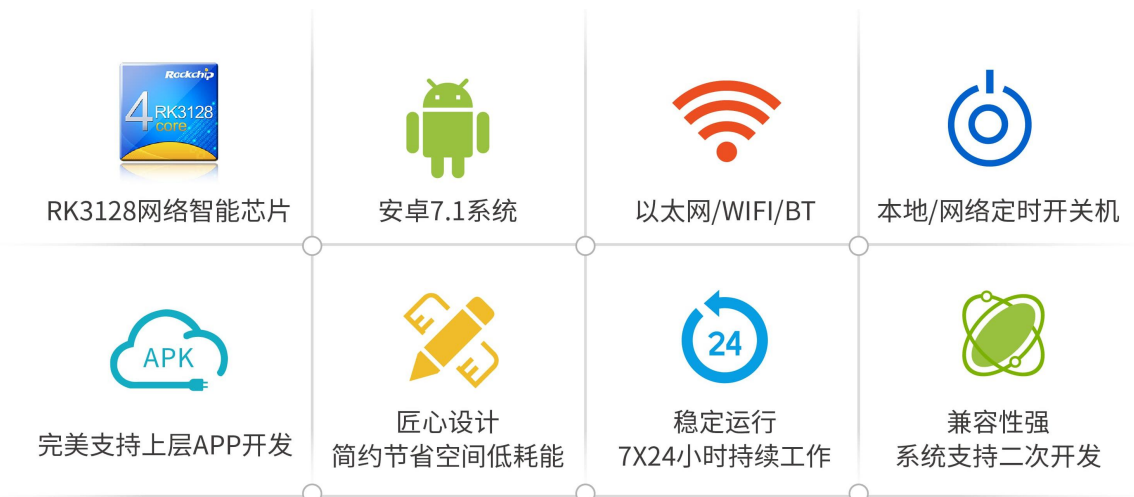 Rockchip
4 RK3128
core
RK3128网络智能芯片
安卓7.1系统
以太网/WIFI/BT
本地/网络定时开关机
APK
完美支持上层APP开发
匠心设计
简约节省空间低耗能
24
稳定运行
7X24小时持续工作
兼容性强
系统支持二次开发